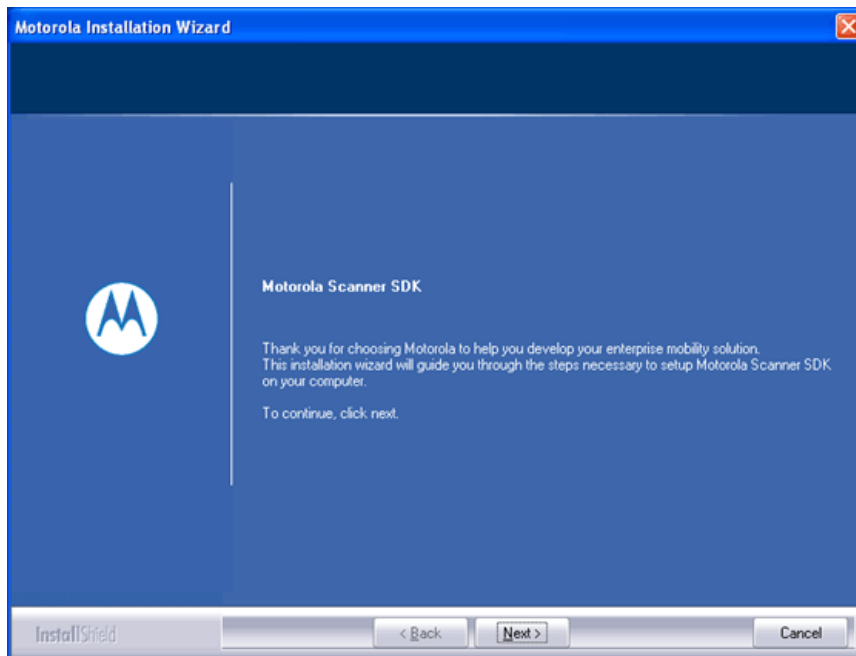 Motorola Installation Wizard
Motorola Scanner SDK
Thank you for choosing Motorola to help you develop your enterprise mobility solution.
This installation wizard will guide you through the steps necessary to setup Motorola Scanner SDK
on your computer.
To continue, click next.
InstallShield
< Back
Next >
Cancel